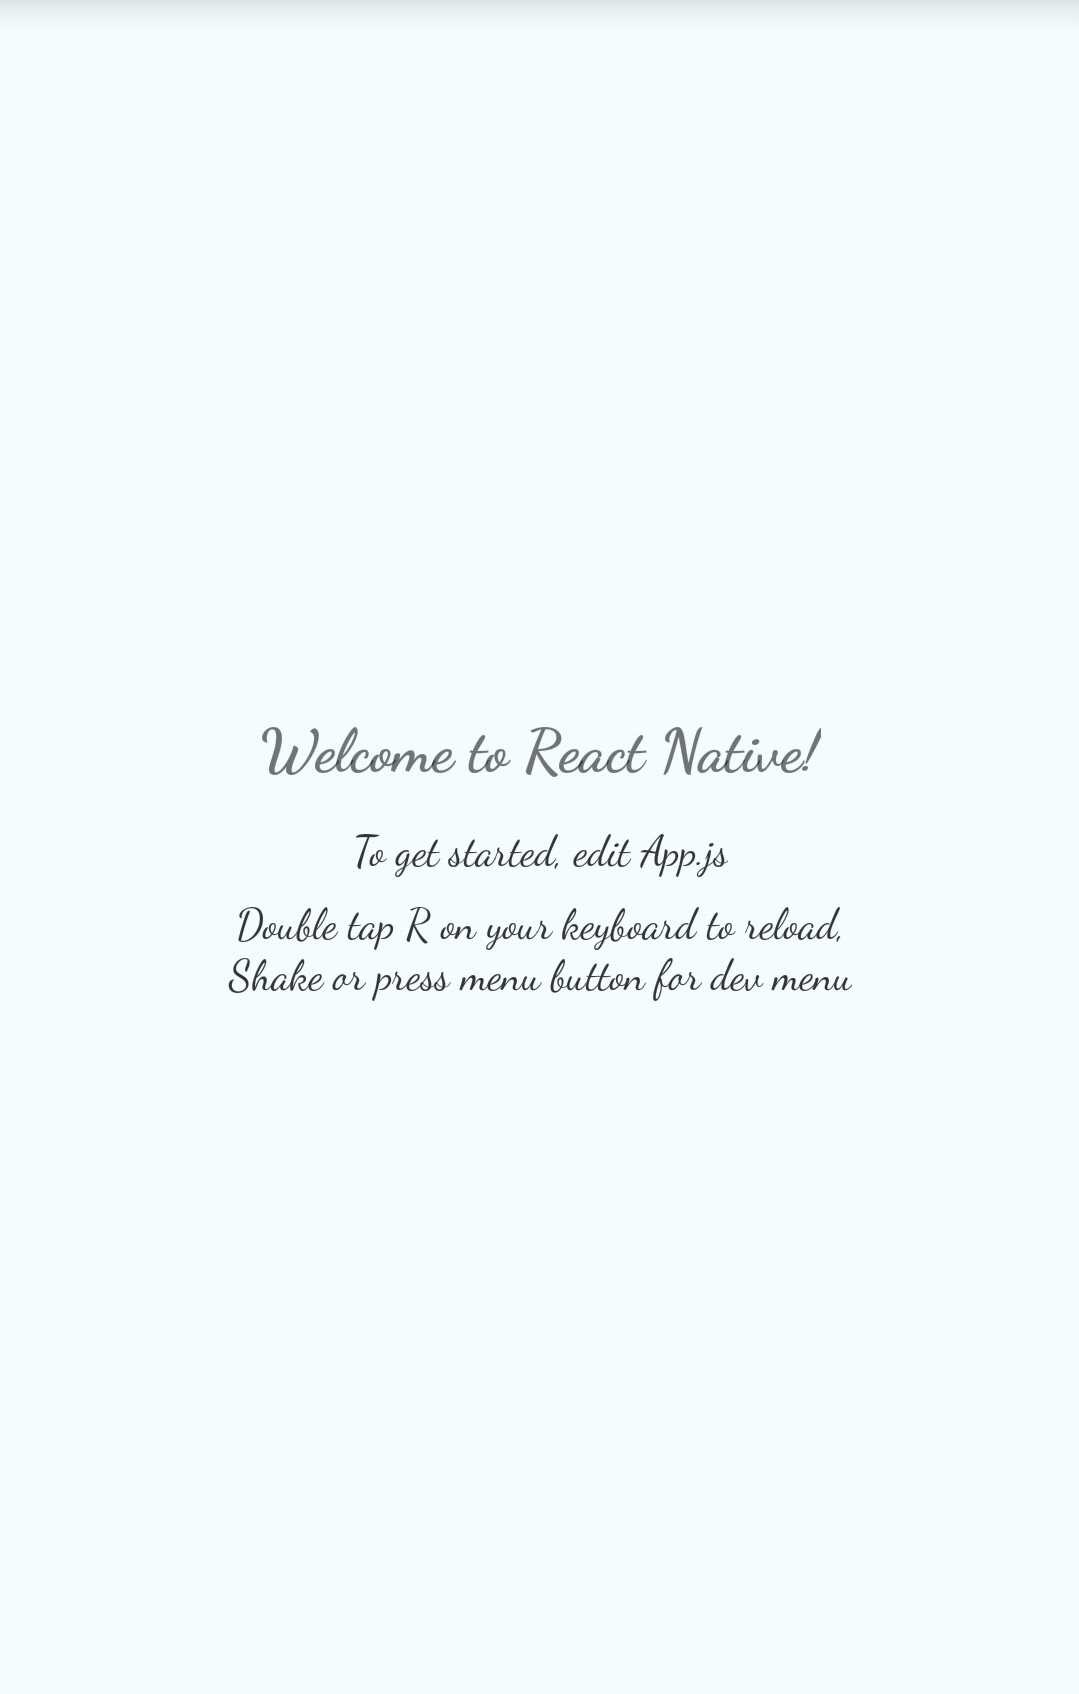 Welcome to React Native!
To get started, edit App.js
Double tap R on your keyboard to reload,
Shake or press menu button for dev menu